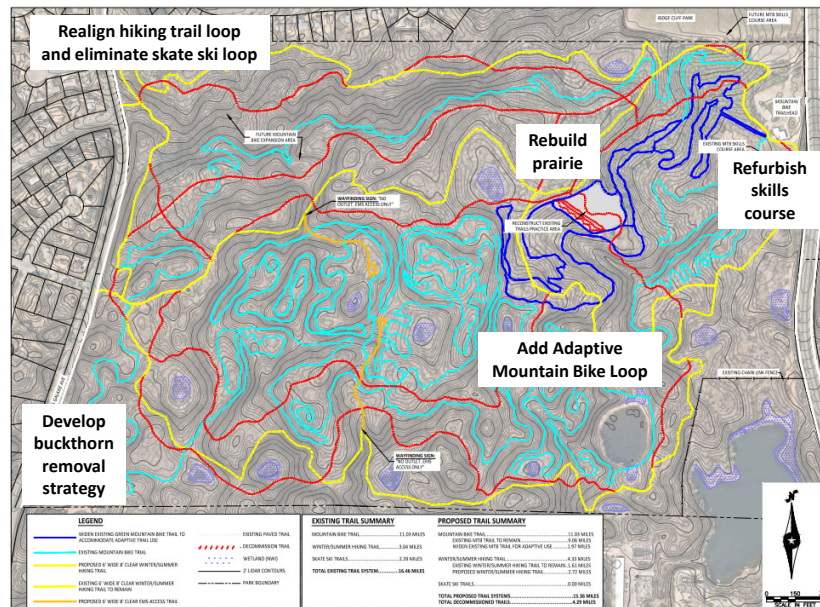 Realign hiking trail loop
and eliminate skate ski loop
RIDGE CLIFF PARK
FUTURE MTB SKILLS
COURSE AREA
MOUNTAIN
BIKE
TRAILHEAD
FUTURE MOUNTAIN
BIKE EXPANSION
AREA
Rebuild
prairie
EXISTING MTB SKILLS
COURSE AREA
Refurbish
skills
course
WAYFINDING SIGN: "NO
OUTLET, EMS ACCESS ONLY"
RECONSTRUCT EXISTING
TRAILS PRACTICE AREA
Add Adaptive
Mountain Bike Loop
EXISTING CHAIN LINK FENCE
Develop
buckthorn
removal
strategy
WAYFINDING SIGN:
"NO OUTLET, EMS
ACCESS ONLY"
LEGEND
WIDEN EXISTING GREEN MOUNTAIN BIKE TRAIL TO
ACCOMMODATE ADAPTIVE TRAIL USE
EXISTING MOUNTAIN BIKE TRAIL
PROPOSED 6' WIDE 8' CLEAR WINTER/SUMMER
HIKING TRAIL
EXISTING 6' WIDE 8' CLEAR WINTER/SUMMER
HIKING TRAIL TO REMAIN
PROPOSED 6' WIDE 8' CLEAR EMS ACCESS TRAIL
EXISTING PAVED TRAIL
DECOMMISSION TRAIL
WETLAND (NWI)
2' LIDAR CONTOURS
PARK BOUNDARY
EXISTING TRAIL SUMMARY
MOUNTAIN BIKE TRAIL 11.03 MILES
WINTER/SUMMER HIKING TRAIL 3.04 MILES
SKATE SKI TRAILS 2.39 MILES
TOTAL EXISTING TRAIL SYSTEM 16.46 MILES
PROPOSED TRAIL SUMMARY
MOUNTAIN BIKE TRAIL 11.03 MILES
EXISTING MTB TRAIL TO REMAIN 9.06 MILES
WIDEN EXISTING MTB TRAIL FOR ADAPTIVE USE 1.97 MILES
WINTER/SUMMER HIKING TRAIL 4.33 MILES
EXISTING WINTER/SUMMER HIKING TRAIL TO REMAIN 1.61 MILES
PROPOSED WINTER/SUMMER HIKING TRAIL 2.72 MILES
SKATE SKI TRAILS 0.00 MILES
TOTAL PROPOSED TRAIL SYSTEMS 15.36 MILES
TOTAL DECOMMISSIONED TRAILS 4.29 MILES
0 150
SCALE IN FEET